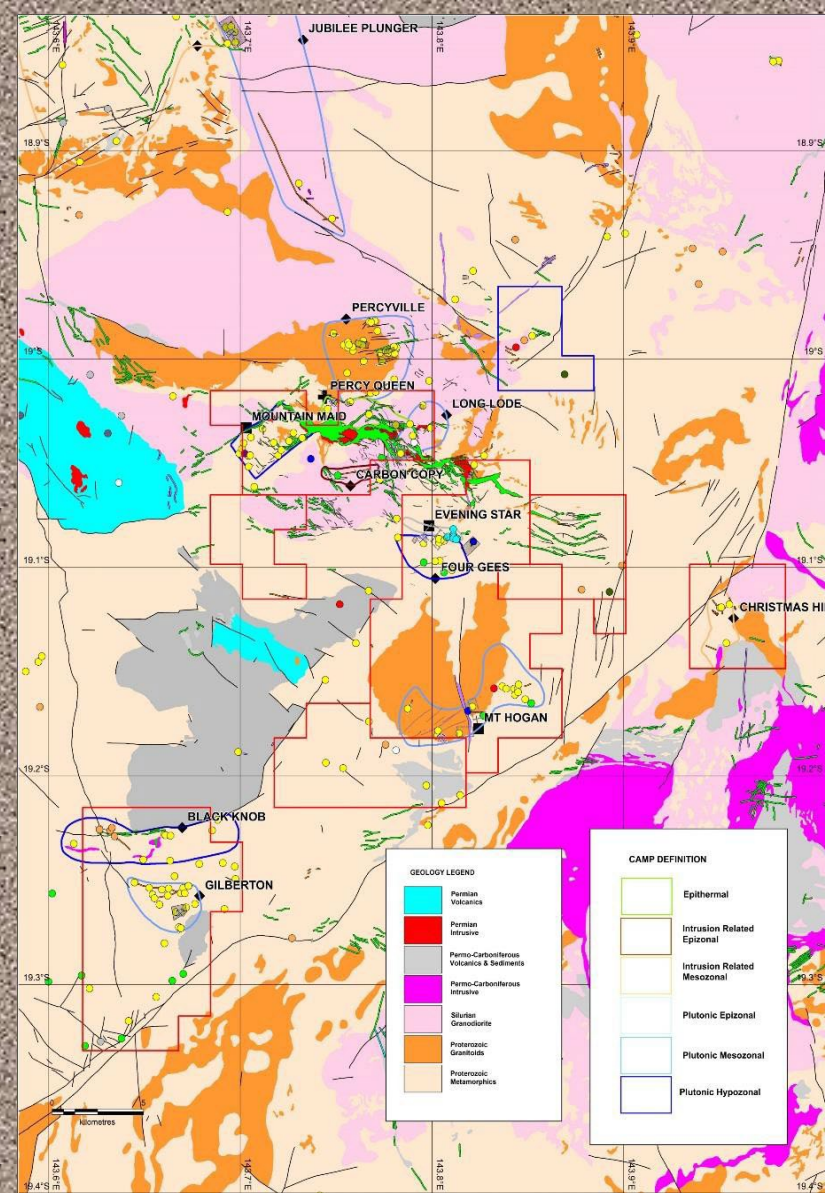 143.6°E
143.7°E
143.8°E
143.9°E
JUBILEE PLUNGER
18.9°S
18.9°S
PERCYVILLE
19°S
19°S
PERCY QUEEN
LONG LODE
MOUNTAIN MAID
CARBON COPY
EVENING STAR
19.1°S
19.1°S
FOUR GEES
CHRISTMAS HI
MT HOGAN
19.2°S
19.2°S
BLACK KNOB
GILBERTON
19.3°S
19.3°S
GEOLOGY LEGEND
Permian
Volcanics
Permian
Intrusive
Permo-Carboniferous
Volcanics & Sediments
Permo-Carboniferous
Intrusive
Silurian
Granodiorite
Proterozoic
Granitoids
Proterozoic
Metamorphics
CAMP DEFINITION
Epithermal
Intrusion Related
Epizonal
Intrusion Related
Mesozonal
Plutonic Epizonal
Plutonic Mesozonal
Plutonic Hypozonal
0 5
kilometres
143.6°E
143.7°E
143.8°E
143.9°E
19.4°S
19.4°S